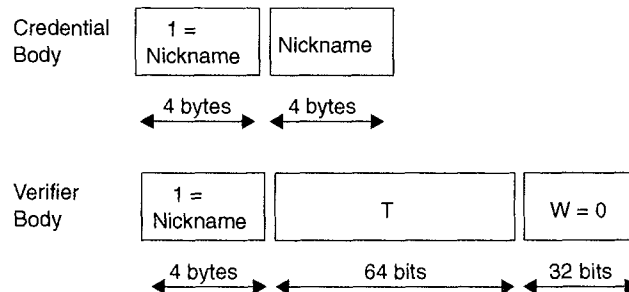 Credential
Body
1 =
Nickname
Nickname
4 bytes
4 bytes
Verifier
Body
1 =
Nickname
T
W = 0
4 bytes
64 bits
32 bits